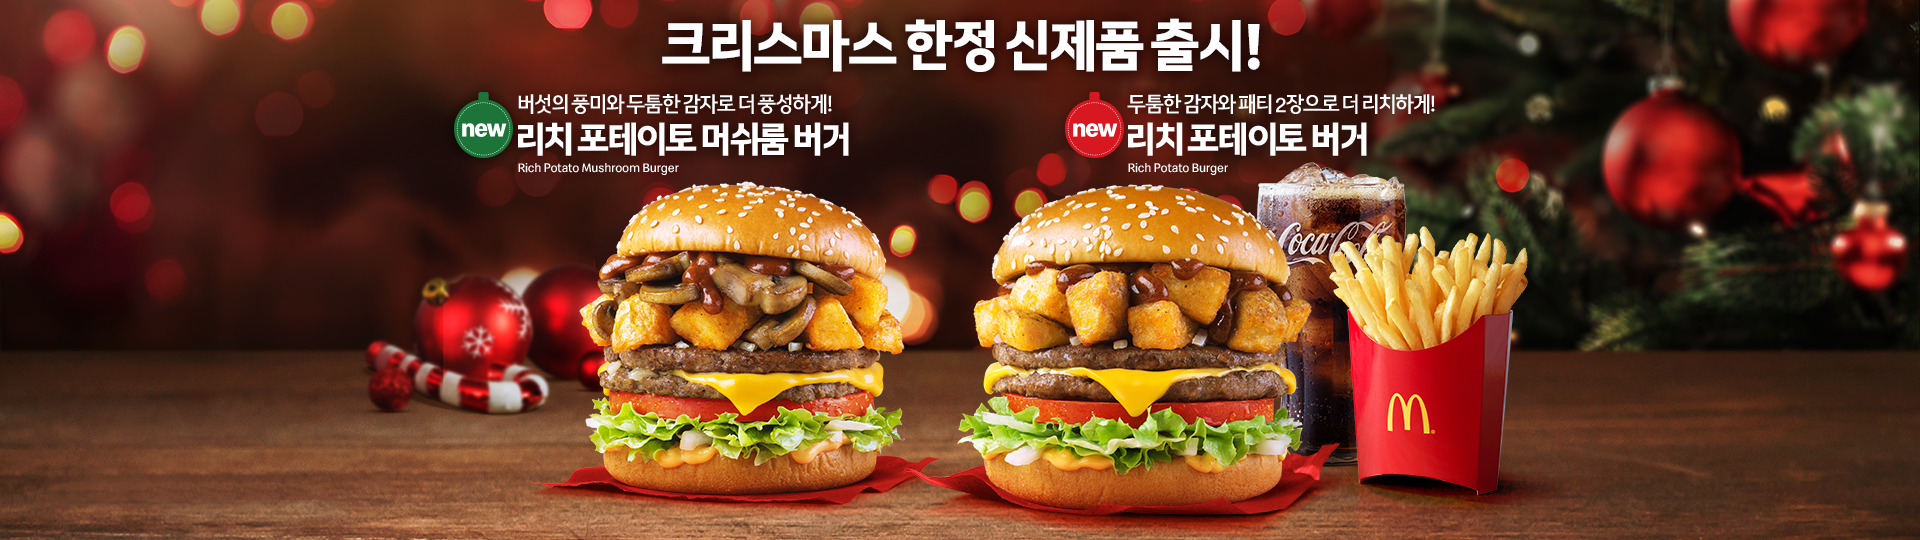 크리스마스 한정 신제품 출시!
new
버섯의 풍미와 두툼한 감자로 더 풍성하게!
리치 포테이토 머쉬룸 버거
Rich Potato Mushroom Burger
new
두툼한 감자와 패티 2장으로 더 리치하게!
리치 포테이토 버거
Rich Potato Burger
Coca-Cola